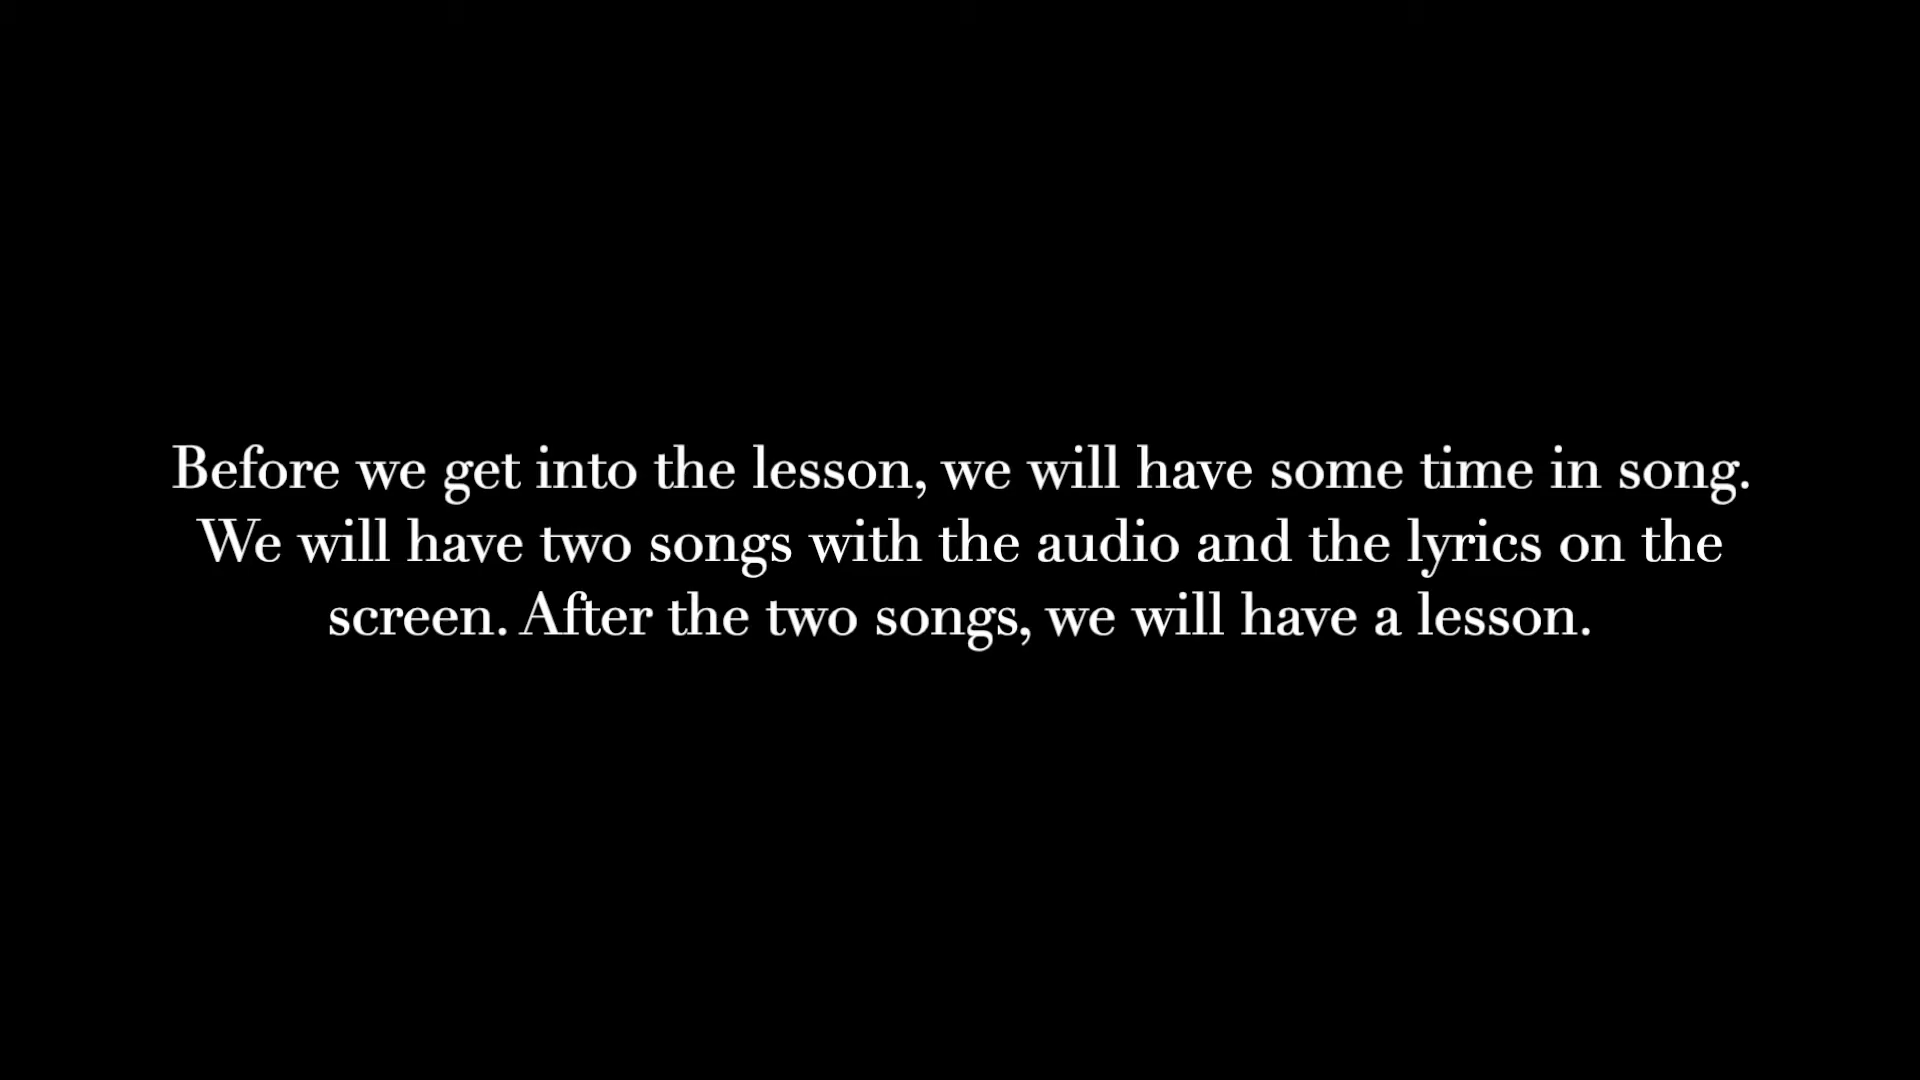 Before we get into the lesson, we will have some time in song.
We will have two songs with the audio and the lyrics on the
screen. After the two songs, we will have a lesson.